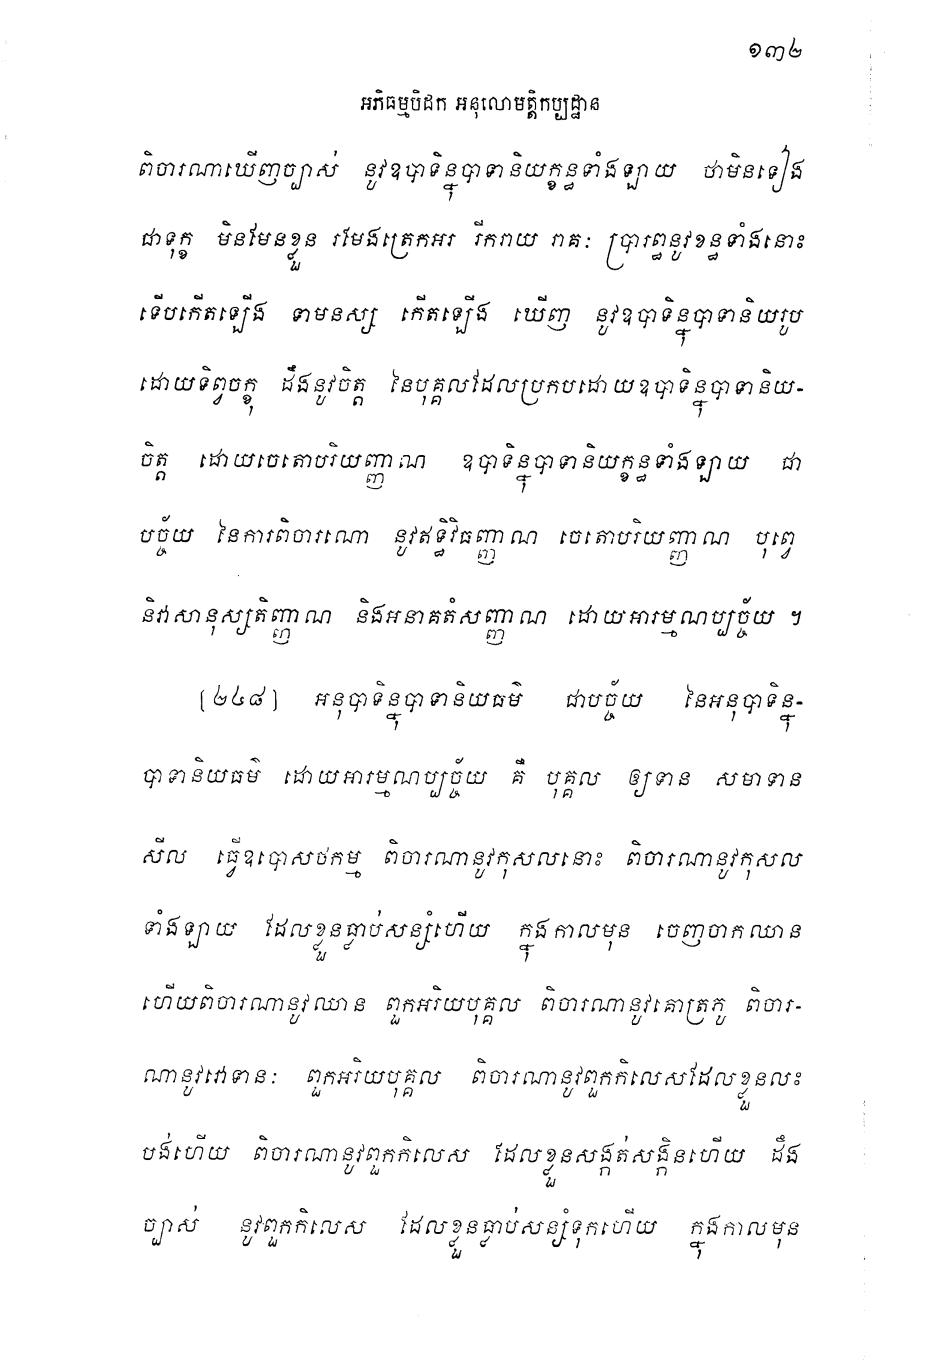 ១៣២
អភិធម្មបិដក អនុលោមត្តិកប្បដ្ឋាន
ពិចារណាឃើញច្បាស់ នូវឧបាទិន្នុបាទានិយក្ខន្ធទាំងឡាយ ថាមិនទៀង
ជាទុក្ខ មិនមែនខ្លួន រមែងត្រេកអរ រីករាយ រាគៈ ប្រារព្ធនូវខន្ធទាំងនោះ
ទើបកើតឡើង ទោមនស្ស កើតឡើង ឃើញ នូវឧបាទិន្នុបាទានិយរូប
ដោយទិព្វចក្ខុ ដឹងនូវចិត្ត នៃបុគ្គលដែលប្រកបដោយឧបាទិន្នុបាទានិយ-
ចិត្ត ដោយចេតោបរិយញ្ញាណ ឧបាទិន្នុបាទានិយក្ខន្ធទាំងឡាយ ជា
បច្ច័យ នៃការពិចារណា នូវឥទ្ធិវិធញ្ញាណ ចេតោបរិយញ្ញាណ បុព្វេ
និវាសានុស្សតិញ្ញាណ និងអនាគតំសញ្ញាណ ដោយអារម្មណប្បច្ច័យ ។
[២៤៨] អនុបាទិន្នុបាទានិយធម៌ ជាបច្ច័យ នៃអនុបាទិន្នុ-
បាទានិយធម៌ ដោយអារម្មណប្បច្ច័យ គឺ បុគ្គល ឲ្យទាន សមាទាន
សីល ធ្វើឧបោសថកម្ម ពិចារណានូវកុសលនោះ ពិចារណានូវកុសល
ទាំងឡាយ ដែលខ្លួនធ្លាប់សន្សំហើយ ក្នុងកាលមុន ចេញចាកឈាន
ហើយពិចារណានូវឈាន ពួកអរិយបុគ្គល ពិចារណានូវគោត្រភូ ពិចារ-
ណានូវវោទានៈ ពួកអរិយបុគ្គល ពិចារណានូវពួកកិលេសដែលខ្លួនលះ
បង់ហើយ ពិចារណានូវពួកកិលេស ដែលខ្លួនសង្កត់សង្កិនហើយ ដឹង
ច្បាស់ នូវពួកកិលេស ដែលខ្លួនធ្លាប់សន្សំទុកហើយ ក្នុងកាលមុន